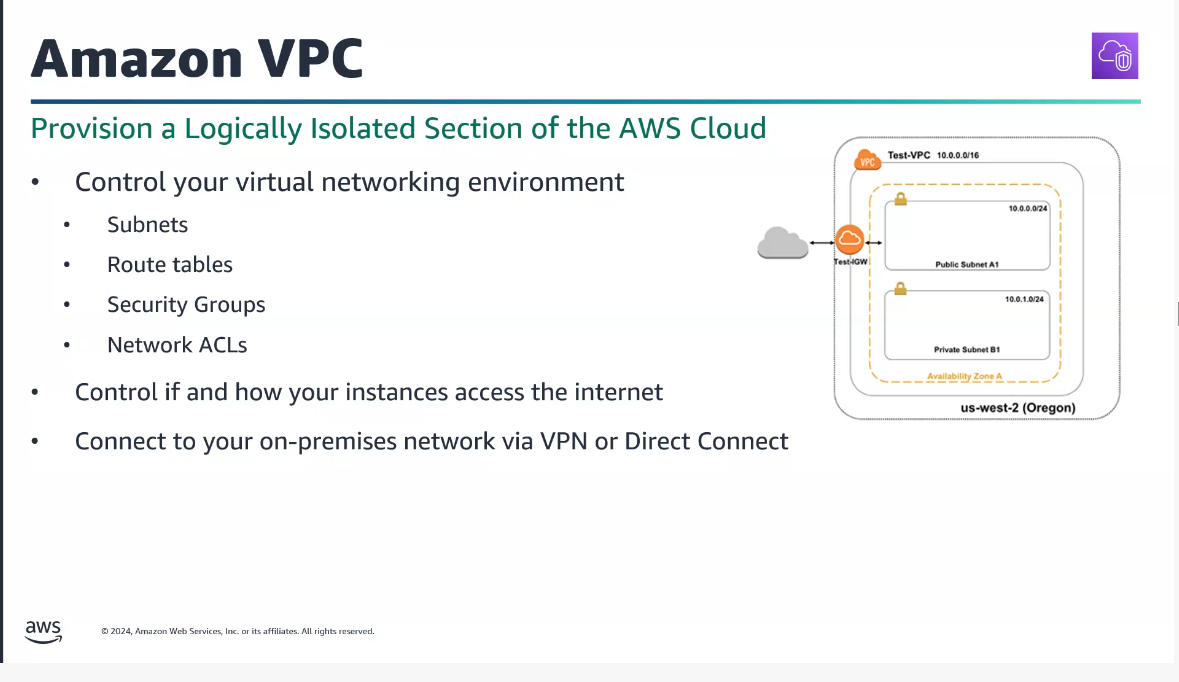 Amazon VPC
Provision a Logically Isolated Section of the AWS Cloud
• Control your virtual networking environment
• Subnets
• Route tables
• Security Groups
• Network ACLs
• Control if and how your instances access the internet
• Connect to your on-premises network via VPN or Direct Connect
VPC
Test-VPC 10.0.0.0/16
10.0.0.0/24
Test-IGW
Public Subnet A1
10.0.1.0/24
Private Subnet B1
Availability Zone A
us-west-2 (Oregon)
aws
© 2024, Amazon Web Services, Inc. or its affiliates. All rights reserved.